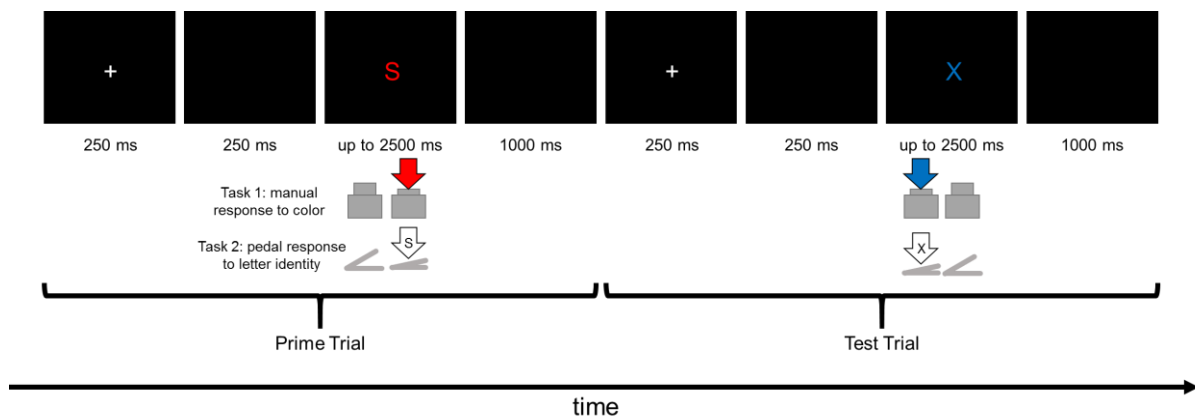 +
S
+
X
250 ms
250 ms
up to 2500 ms
1000 ms
250 ms
250 ms
up to 2500 ms
1000 ms
Task 1: manual
response to color
Task 2: pedal response
to letter identity
S
X
Prime Trial
Test Trial
time